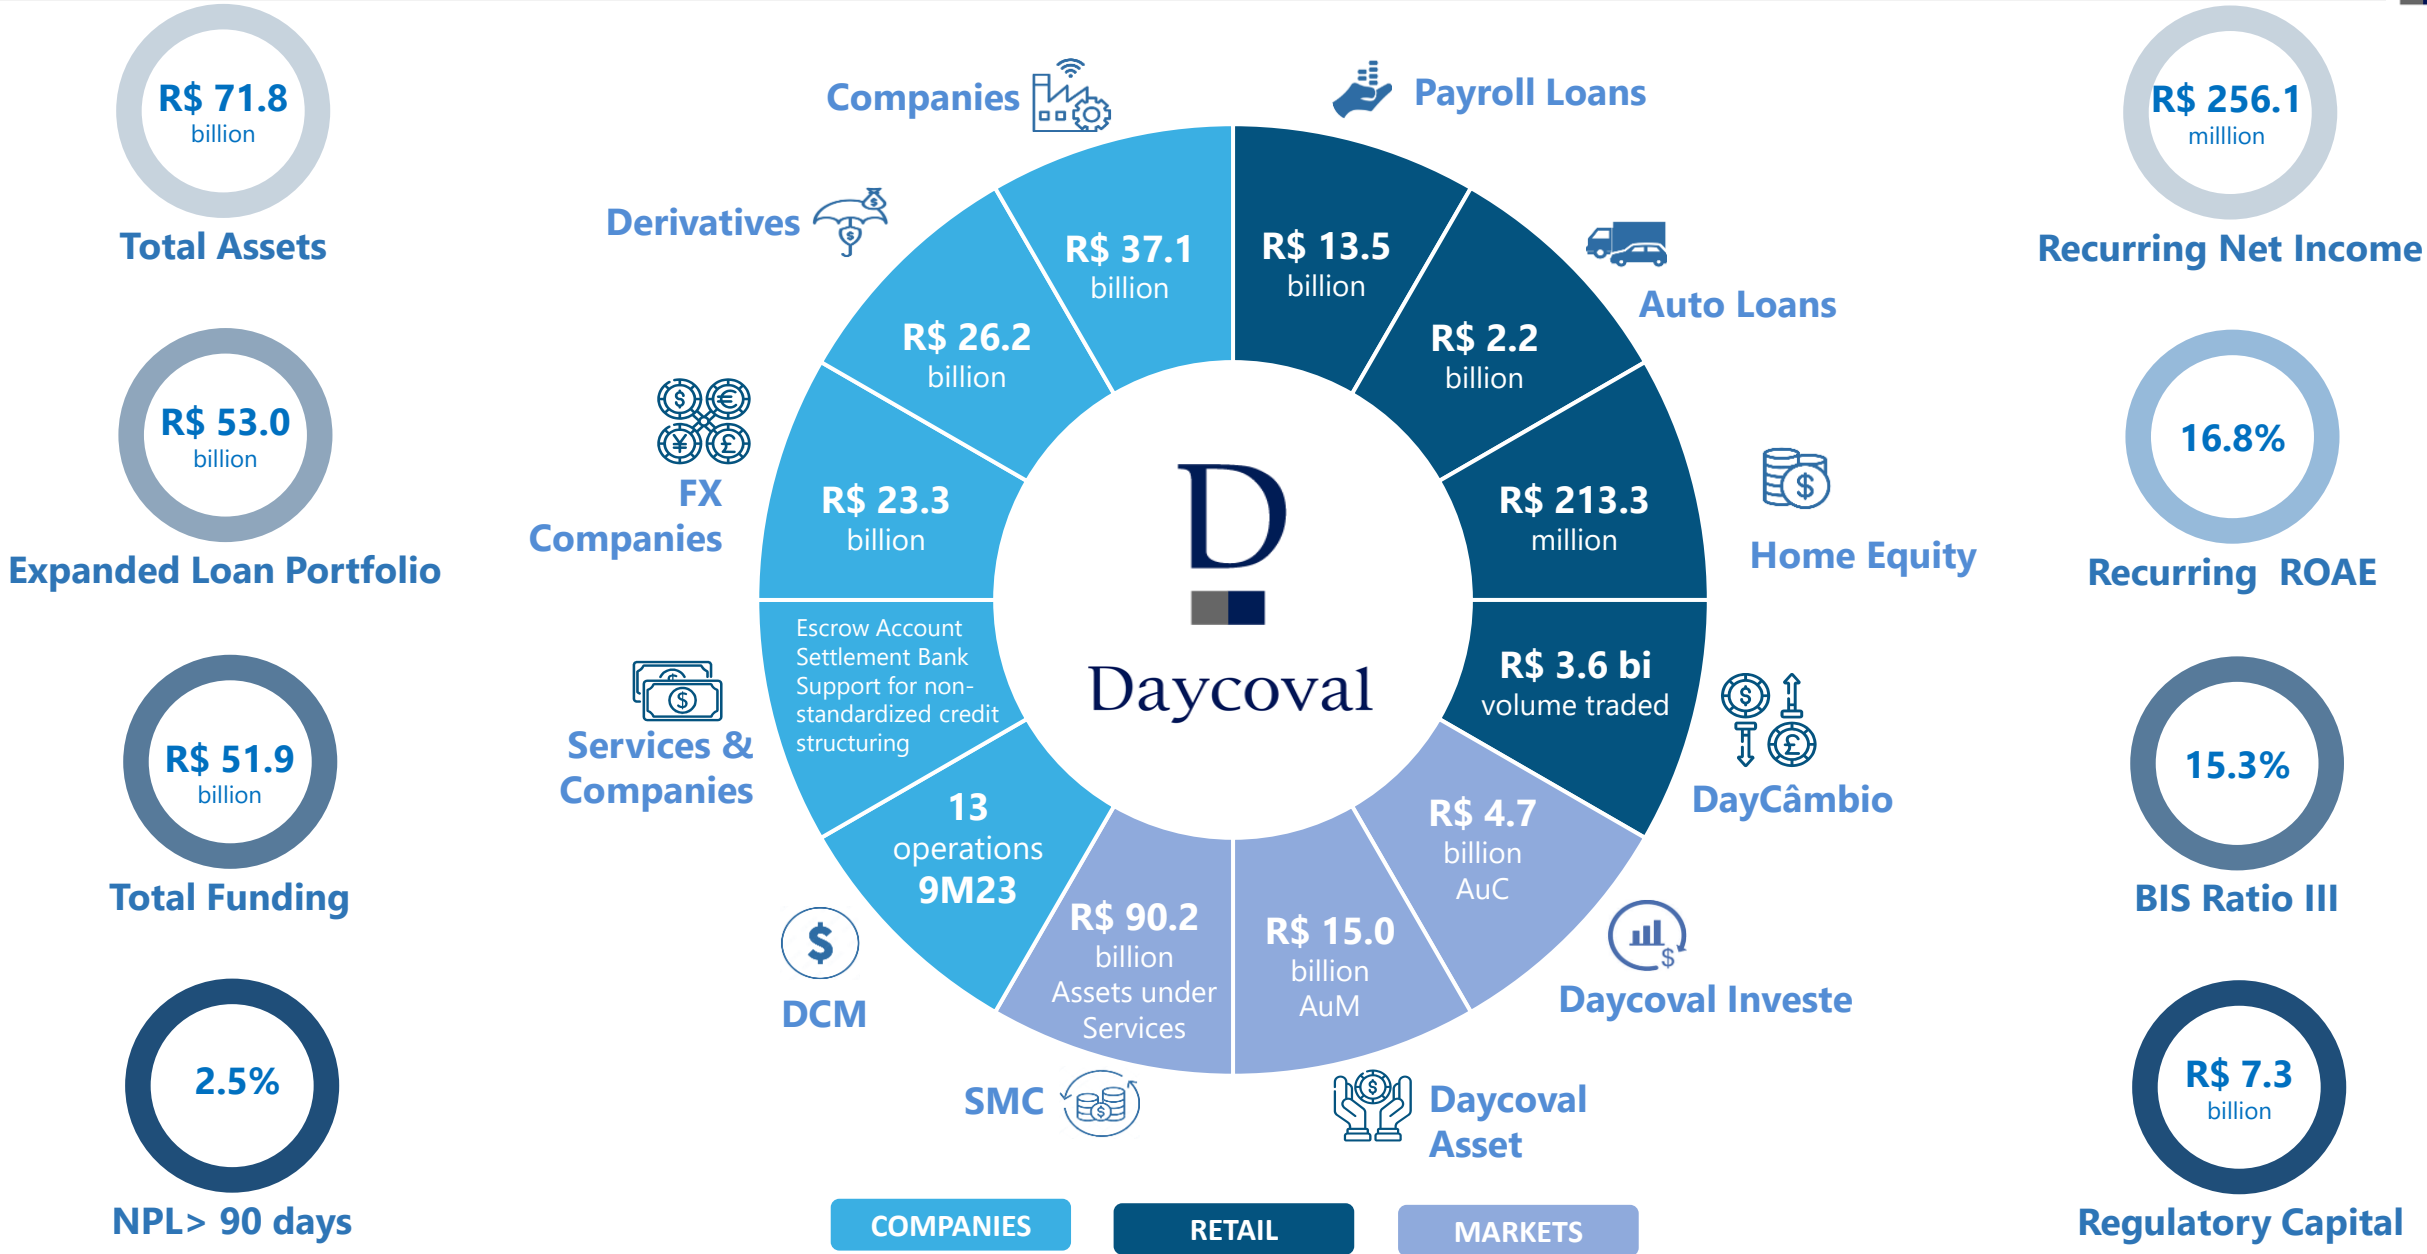 R$ 71.8
billion
Total Assets
R$ 53.0
billion
Expanded Loan Portfolio
R$ 51.9
billion
Total Funding
2.5%
NPL> 90 days
Companies
R$ 37.1
billion
Derivatives
R$ 26.2
billion
FX
Companies
R$ 23.3
billion
Services &
Companies
Escrow Account
Settlement Bank
Support for non-
standardized credit
structuring
DCM
13
operations
9M23
SMC
R$ 90.2
billion
Assets under
Services
Payroll Loans
R$ 13.5
billion
Auto Loans
R$ 2.2
billion
Home Equity
R$ 213.3
million
DayCâmbio
R$ 3.6 bi
volume traded
Daycoval Investe
R$ 4.7
billion
AuC
Daycoval
Asset
R$ 15.0
billion
AuM
D
Daycoval
COMPANIES
RETAIL
MARKETS
R$ 256.1
milllion
Recurring Net Income
16.8%
Recurring ROAE
15.3%
BIS Ratio III
R$ 7.3
billion
Regulatory Capital